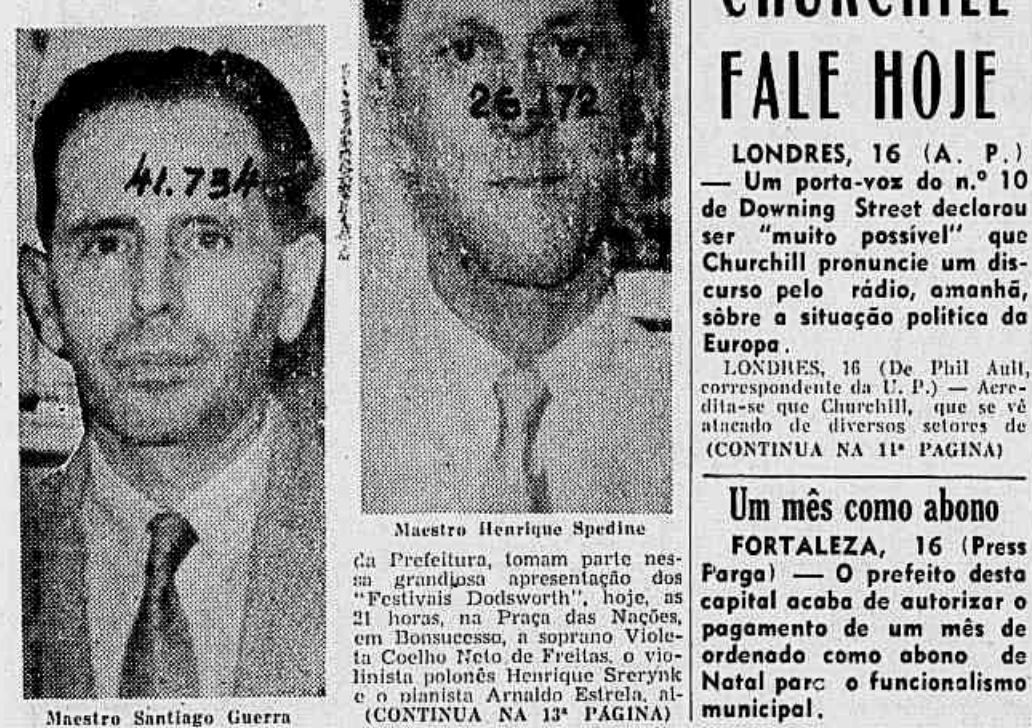 41.734
Maestro Santiago Guerra
26.172
Maestro Henrique Spedine
da Prefeitura, tomam parte nes-
sa grandiosa apresentação dos
"Festivais Dodsworth", hoje, as
21 horas, na Praça das Nações,
em Bonsucesso, a soprano Viole-
ta Coelho Neto de Freitas, o vio-
linista polonês Henrique Srerynk
e o pianista Arnaldo Estrela, al-
(CONTINUA NA 13ª PÁGINA)
CHURCHILL
FALE HOJE
LONDRES, 16 (A. P.)
— Um porta-voz do n.º 10
de Downing Street declarou
ser "muito possível" que
Churchill pronuncie um dis-
curso pelo rádio, amanhã,
sôbre a situação política da
Europa.
LONDRES, 16 (De Phil Ault,
correspondente da U. P.) — Acre-
dita-se que Churchill, que se vê
atacado de diversos setores de
(CONTINUA NA 11ª PAGINA)
Um mês como abono
FORTALEZA, 16 (Press
Parga) — O prefeito desta
capital acaba de autorizar o
pagamento de um mês de
ordenado como abono de
Natal para o funcionalismo
municipal.